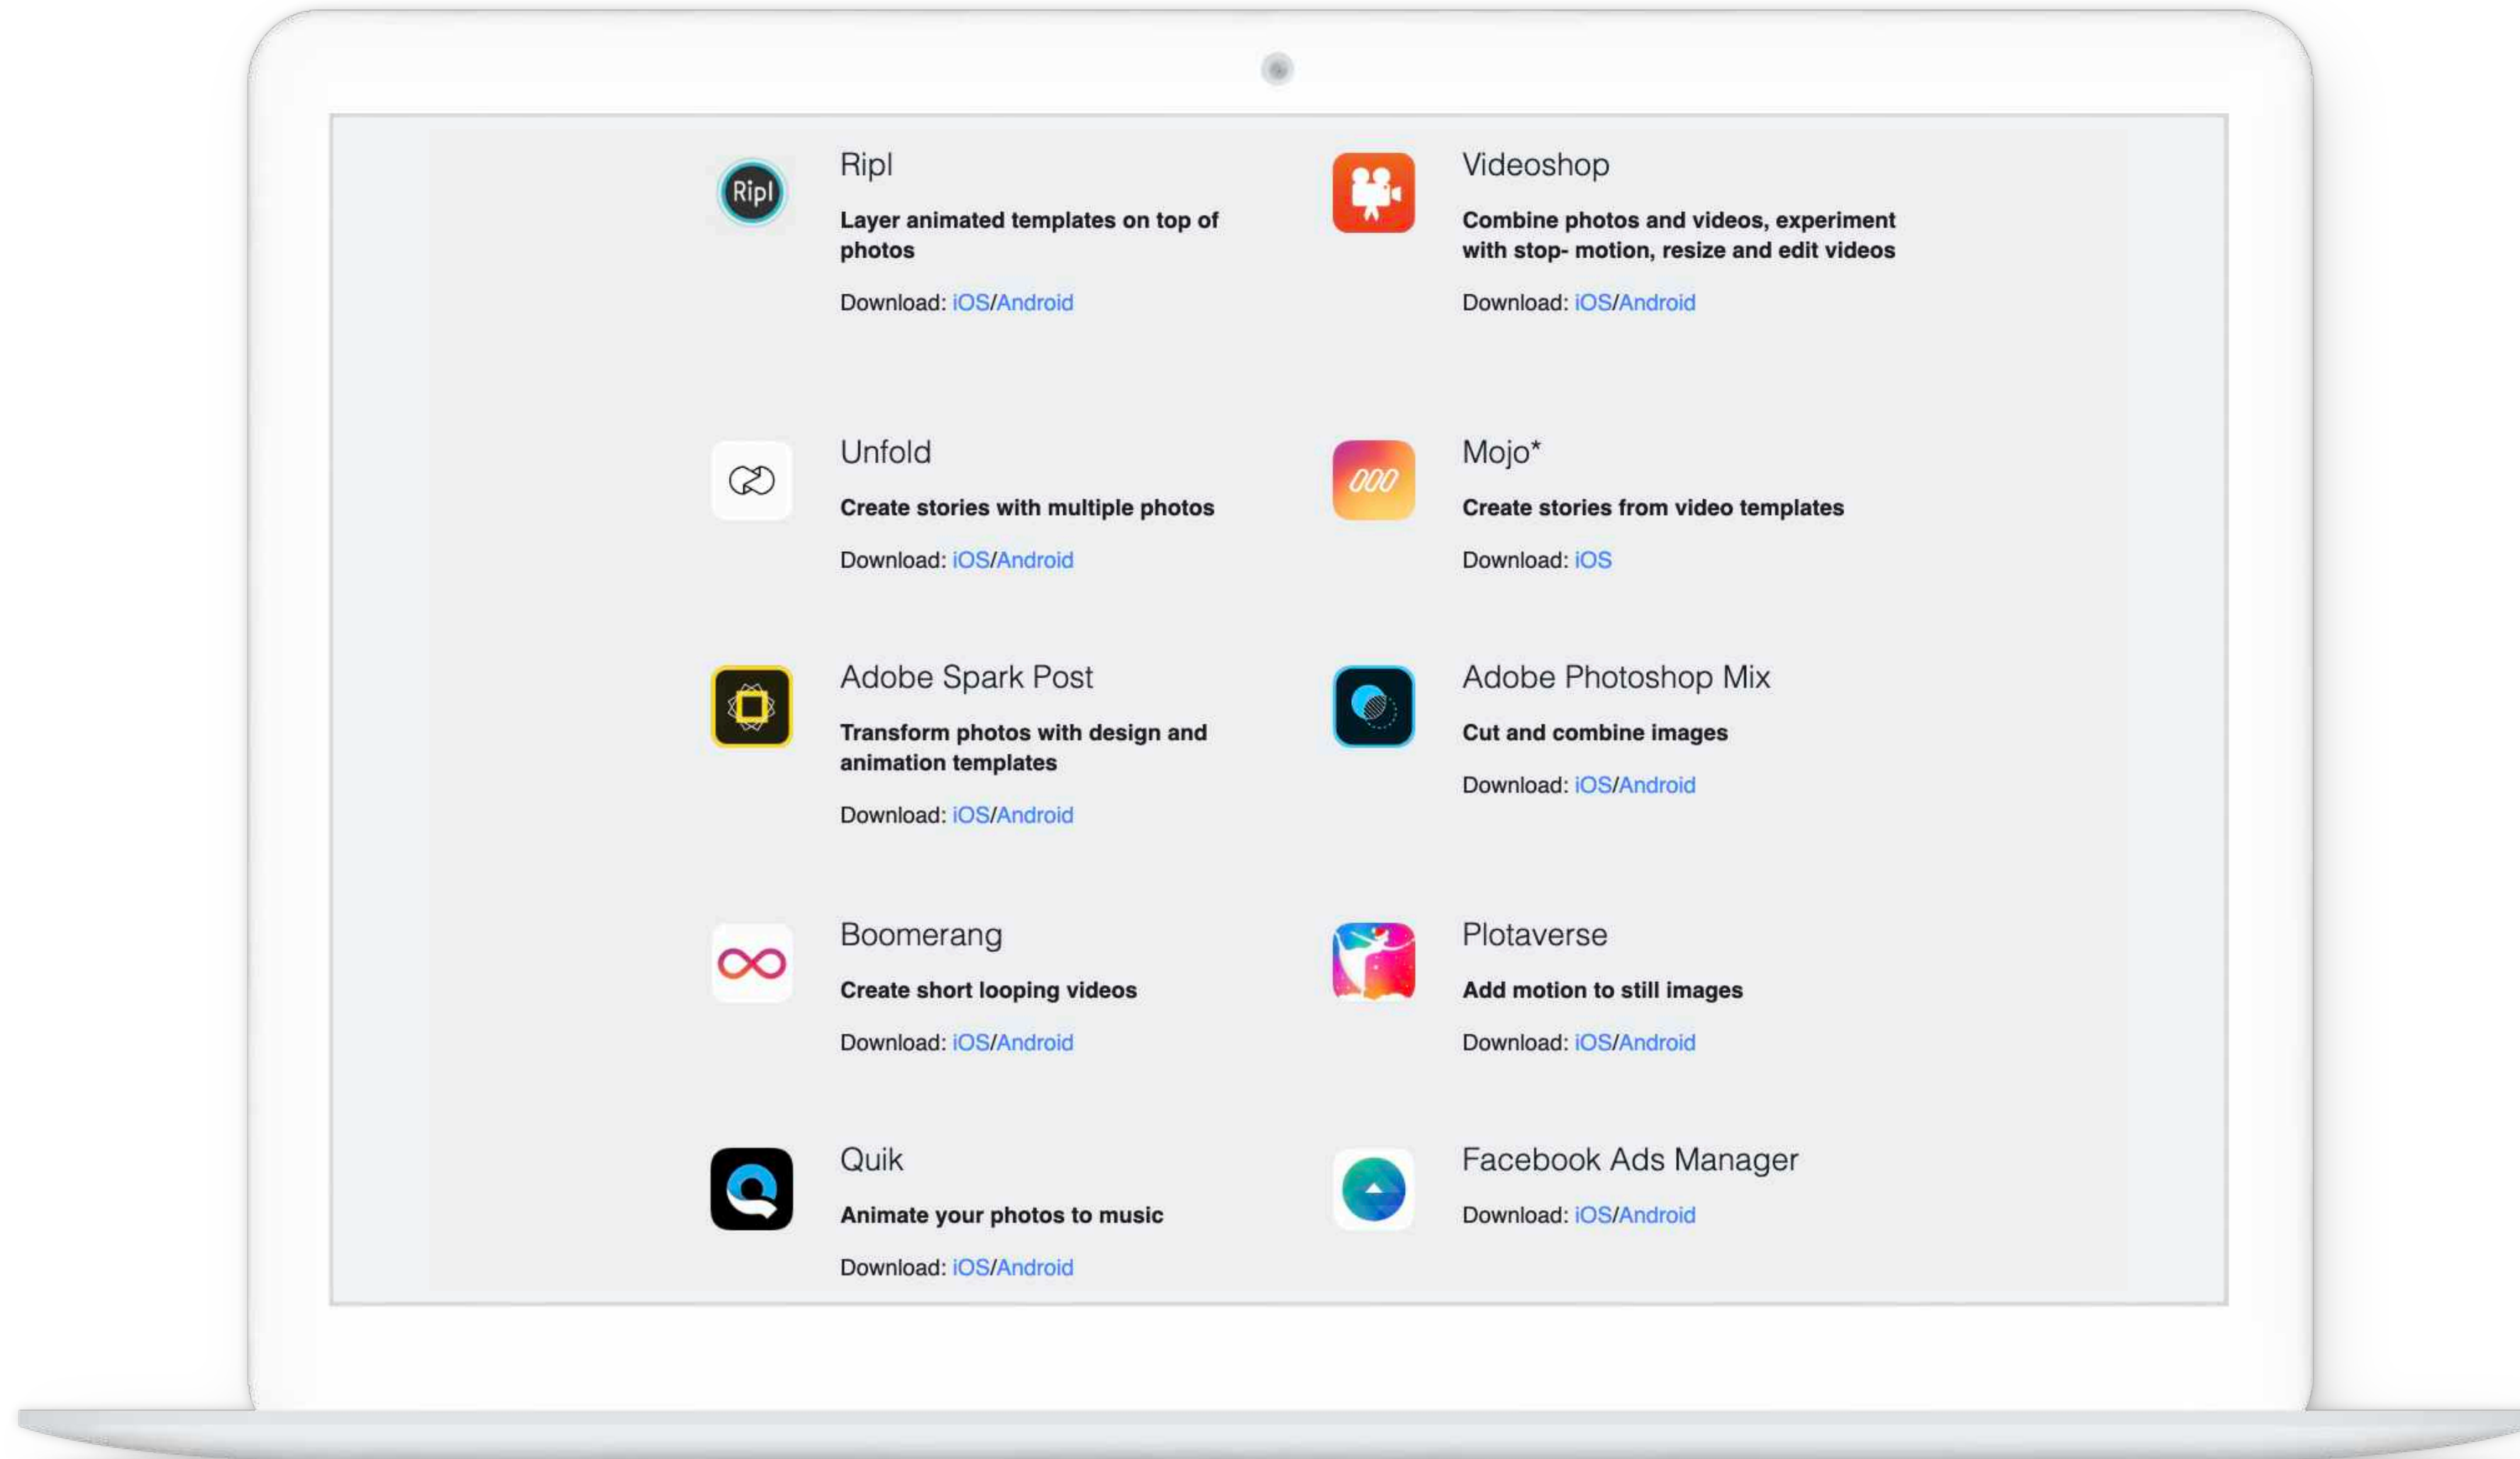 Ripl
Ripl
Layer animated templates on top of
photos
Download: iOS/Android
Videoshop
Combine photos and videos, experiment
with stop- motion, resize and edit videos
Download: iOS/Android
Unfold
Create stories with multiple photos
Download: iOS/Android
Mojo*
Create stories from video templates
Download: iOS
Adobe Spark Post
Transform photos with design and
animation templates
Download: iOS/Android
Adobe Photoshop Mix
Cut and combine images
Download: iOS/Android
Boomerang
Create short looping videos
Download: iOS/Android
Plotaverse
Add motion to still images
Download: iOS/Android
Quik
Animate your photos to music
Download: iOS/Android
Facebook Ads Manager
Download: iOS/Android